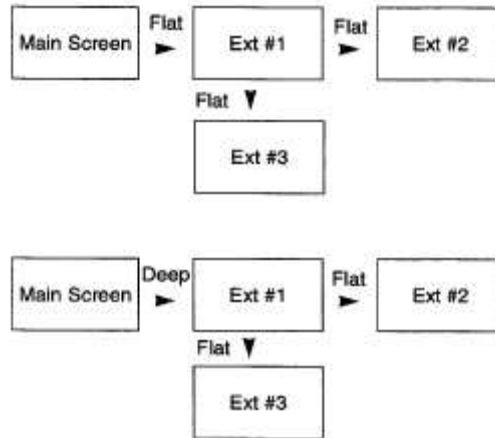 Flat
Main Screen Ext #1 Flat Ext #2
Flat
Ext #3
Deep
Main Screen Ext #1 Flat Ext #2
Flat
Ext #3